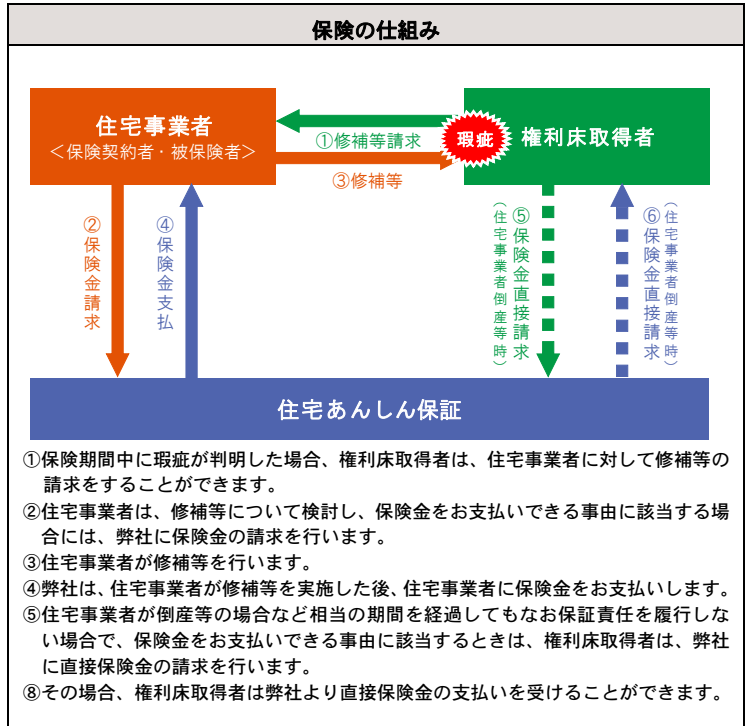 保険の仕組み
住宅事業者
＜保険契約者・被保険者＞
①修補等請求
瑕疵
権利床取得者
③修補等
②保険金請求
④保険金支払
⑤保険金直接請求
（住宅事業者倒産等時）
⑥保険金直接請求
（住宅事業者倒産等時）
住宅あんしん保証
①保険期間中に瑕疵が判明した場合、権利床取得者は、住宅事業者に対して修補等の
請求をすることができます。
②住宅事業者は、修補等について検討し、保険金をお支払いできる事由に該当する場
合には、弊社に保険金の請求を行います。
③住宅事業者が修補等を行います。
④弊社は、住宅事業者が修補等を実施した後、住宅事業者に保険金をお支払いします。
⑤住宅事業者が倒産等の場合など相当の期間を経過してもなお保証責任を履行しな
い場合で、保険金をお支払いできる事由に該当するときは、権利床取得者は、弊社
に直接保険金の請求を行います。
⑧その場合、権利床取得者は弊社より直接保険金の支払いを受けることができます。